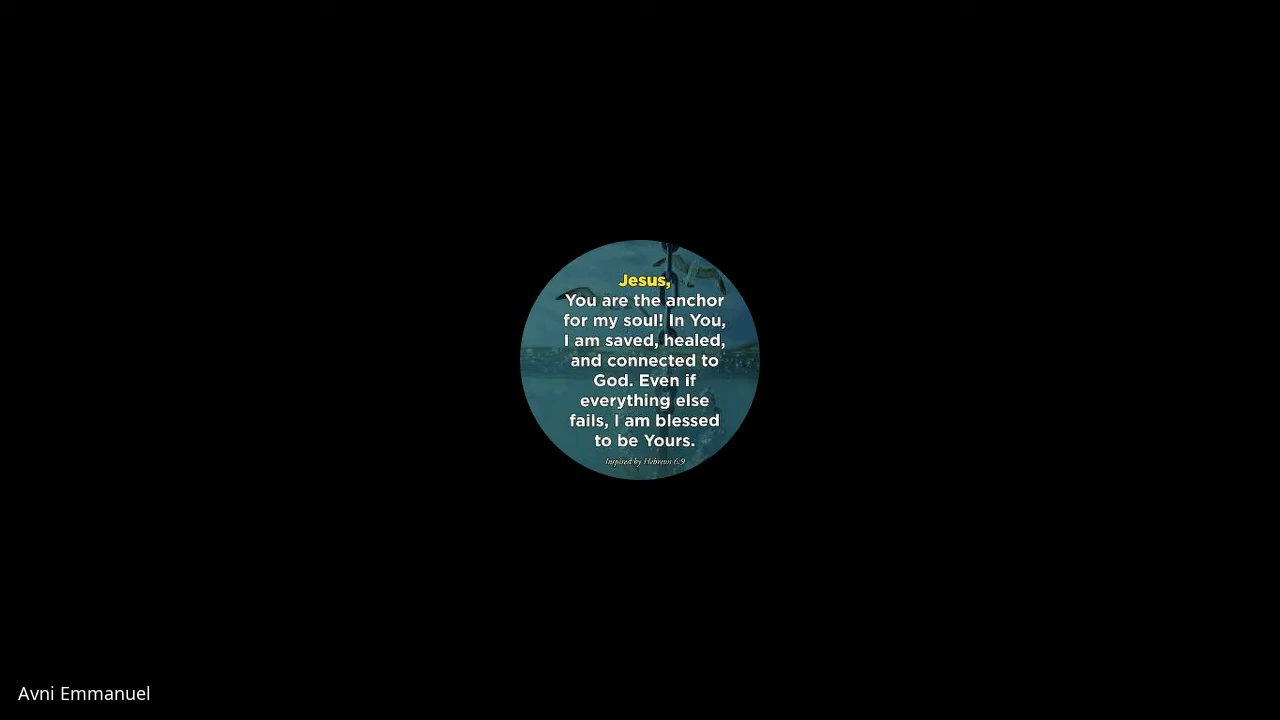 Jesus,
You are the anchor
for my soul! In You,
I am saved, healed,
and connected to
God. Even if
everything else
fails, I am blessed
to be Yours.
Inspired by Hebrews 6:9
Avni Emmanuel